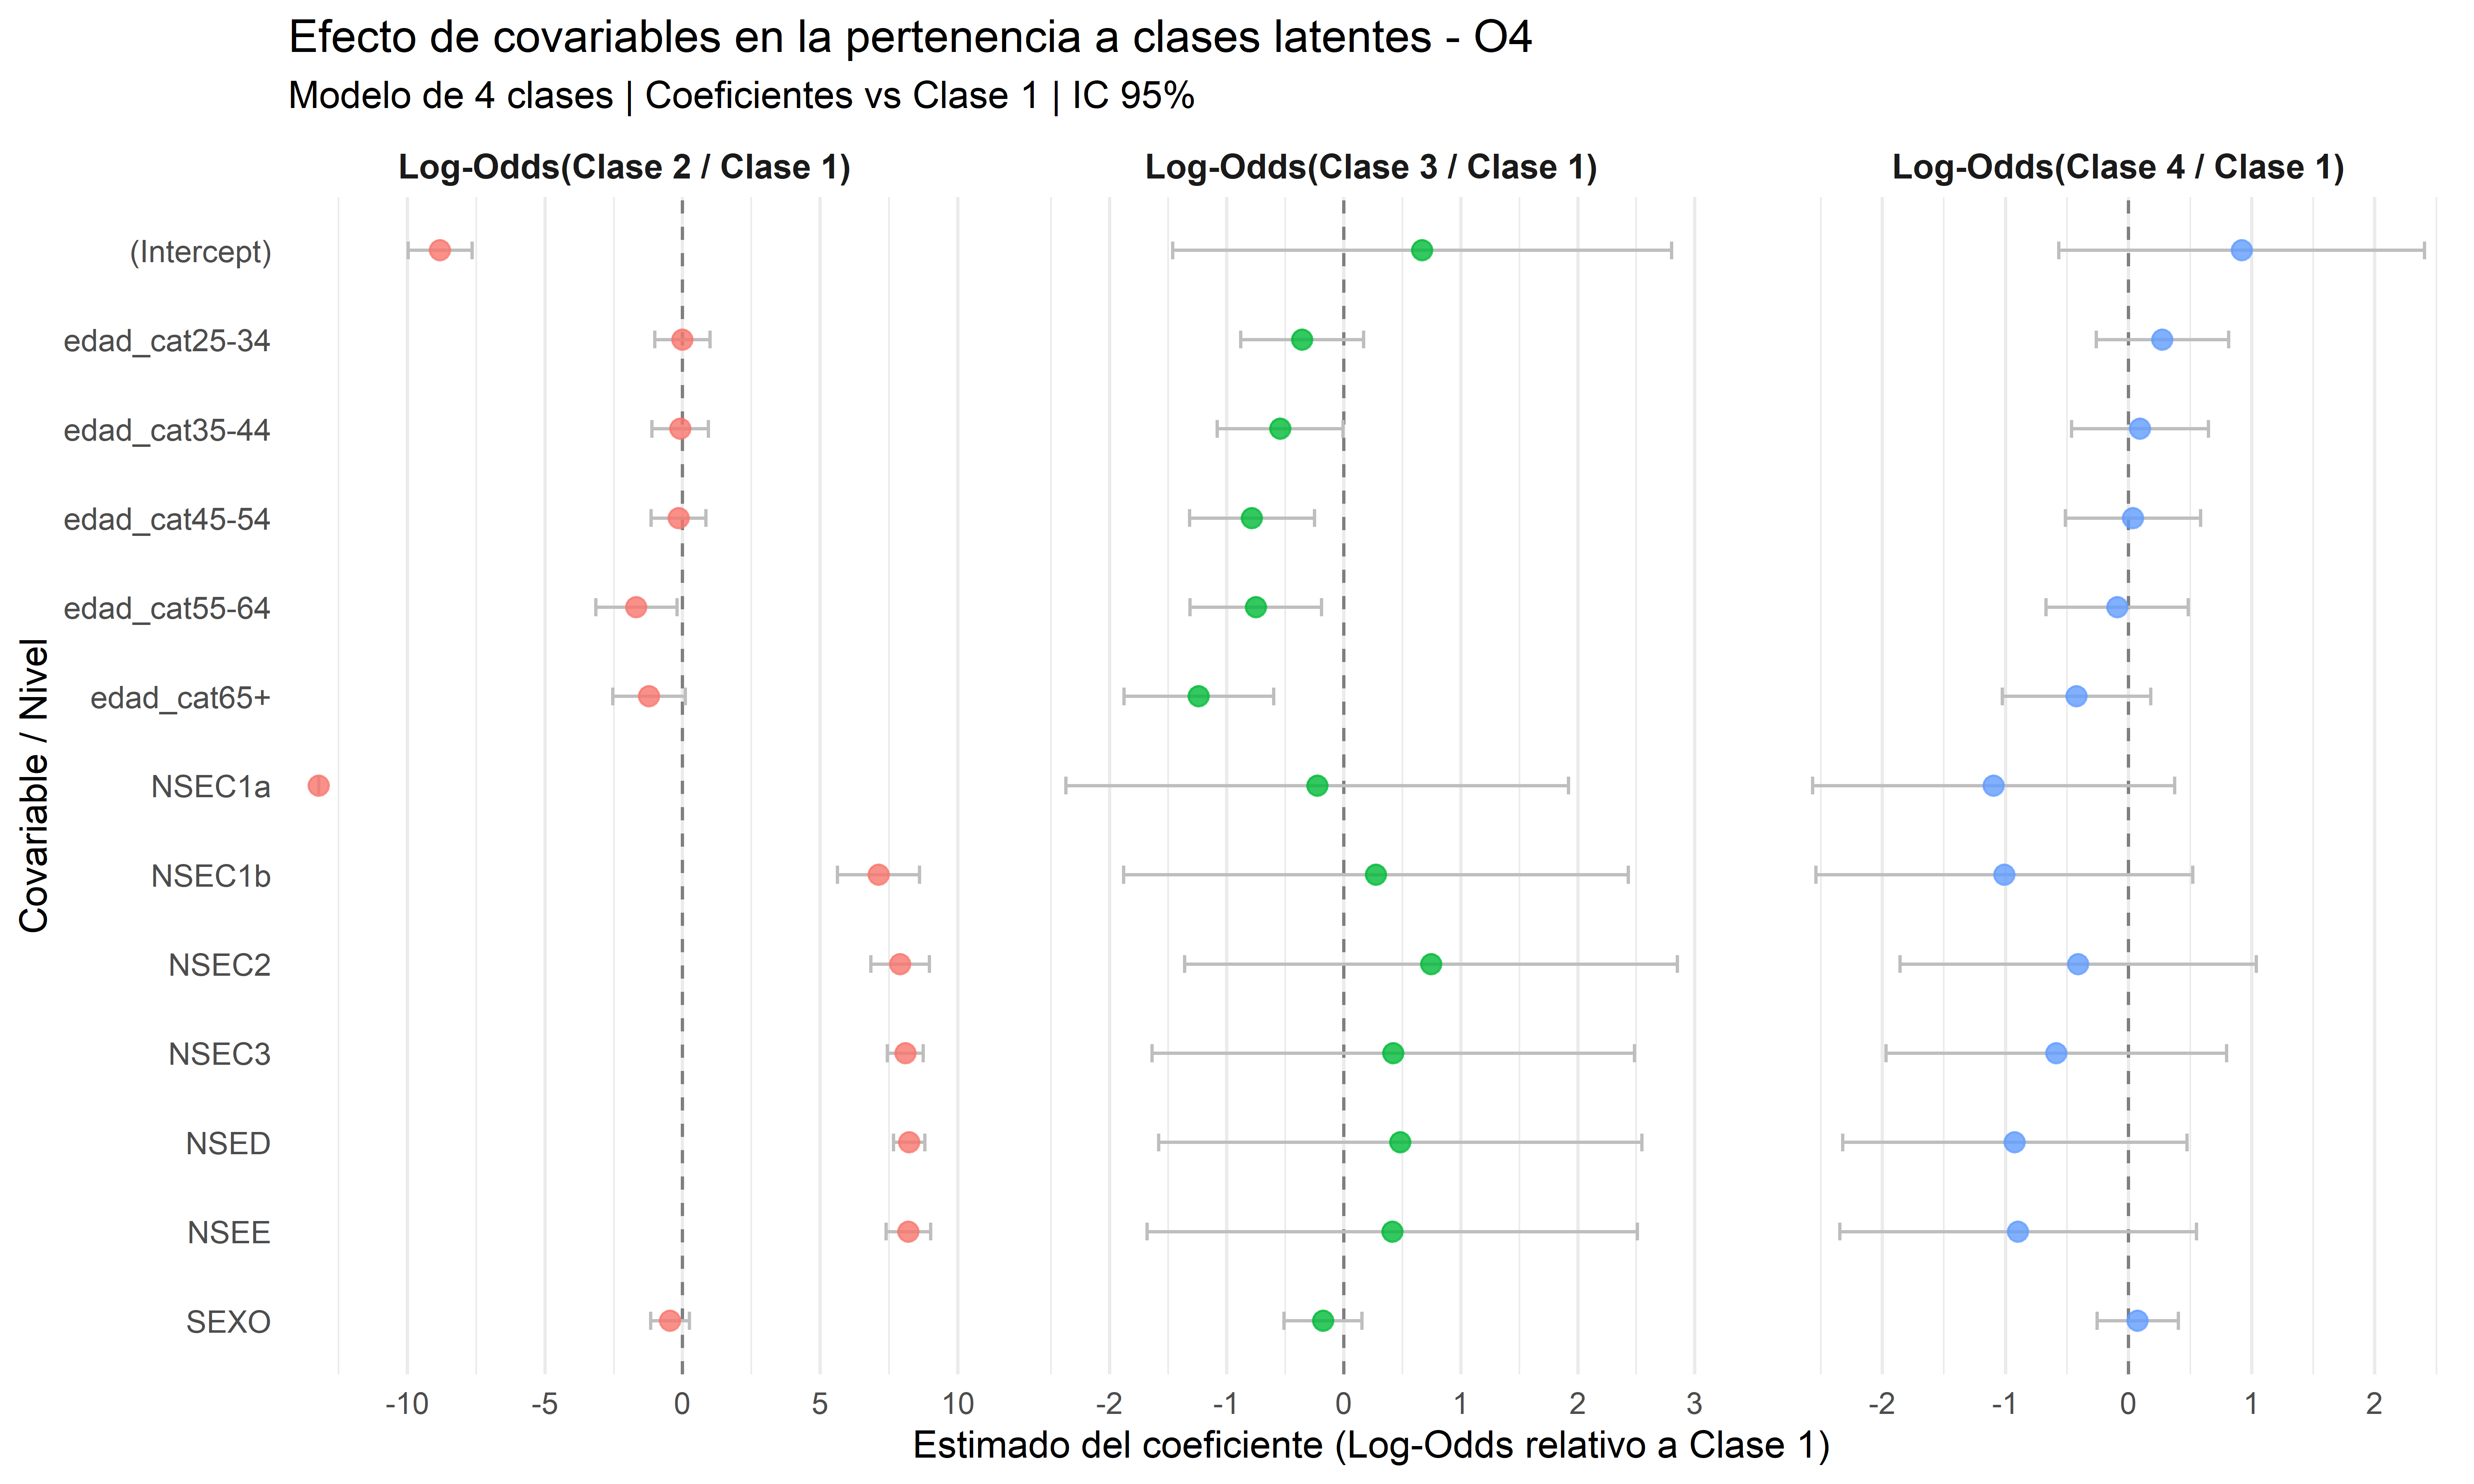 Efecto de covariables en la pertenencia a clases latentes - O4
Modelo de 4 clases | Coeficientes vs Clase 1 | IC 95%
Log-Odds(Clase 2 / Clase 1)
Log-Odds(Clase 3 / Clase 1)
Log-Odds(Clase 4 / Clase 1)
Covariable / Nivel
(Intercept)
edad_cat25-34
edad_cat35-44
edad_cat45-54
edad_cat55-64
edad_cat65+
NSEC1a
NSEC1b
NSEC2
NSEC3
NSED
NSEE
SEXO
-10 -5 0 5 10
-2 -1 0 1 2 3
-2 -1 0 1 2
Estimado del coeficiente (Log-Odds relativo a Clase 1)